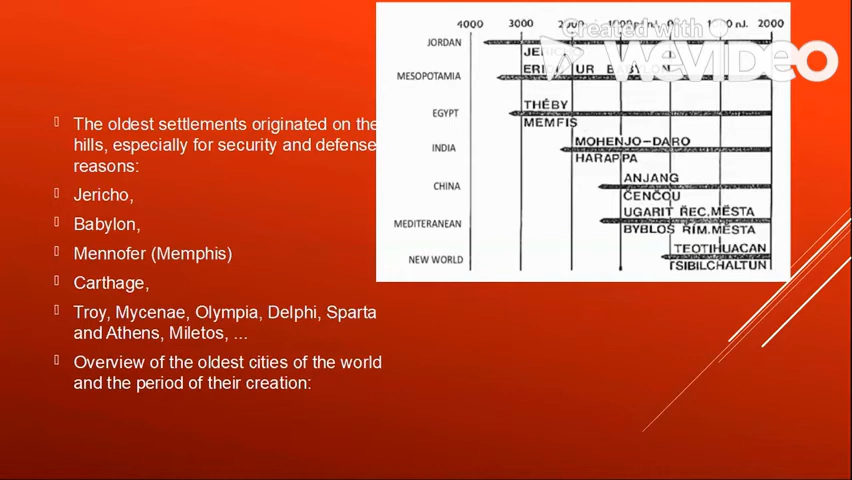 The oldest settlements originated on the
hills, especially for security and defense
reasons:
Jericho,
Babylon,
Mennofer (Memphis)
Carthage,
Troy, Mycenae, Olympia, Delphi, Sparta
and Athens, Miletos, ...
Overview of the oldest cities of the world
and the period of their creation:
4000 3000 2000 2000
Created with
WeVideo
JORDAN
MESOPOTAMIA
UR BABYLON
EGYPT
THÉBY
MEMFIS
INDIA
MOHENJO-DARO
HARAPPA
CHINA
ANJANG
ČENČOU
MEDITERANEAN
UGARIT ŘEC.MĚSTA
BYBLOS ŘÍM.MĚSTA
NEW WORLD
TEOTIHUACAN
TSIBILCHALTUN